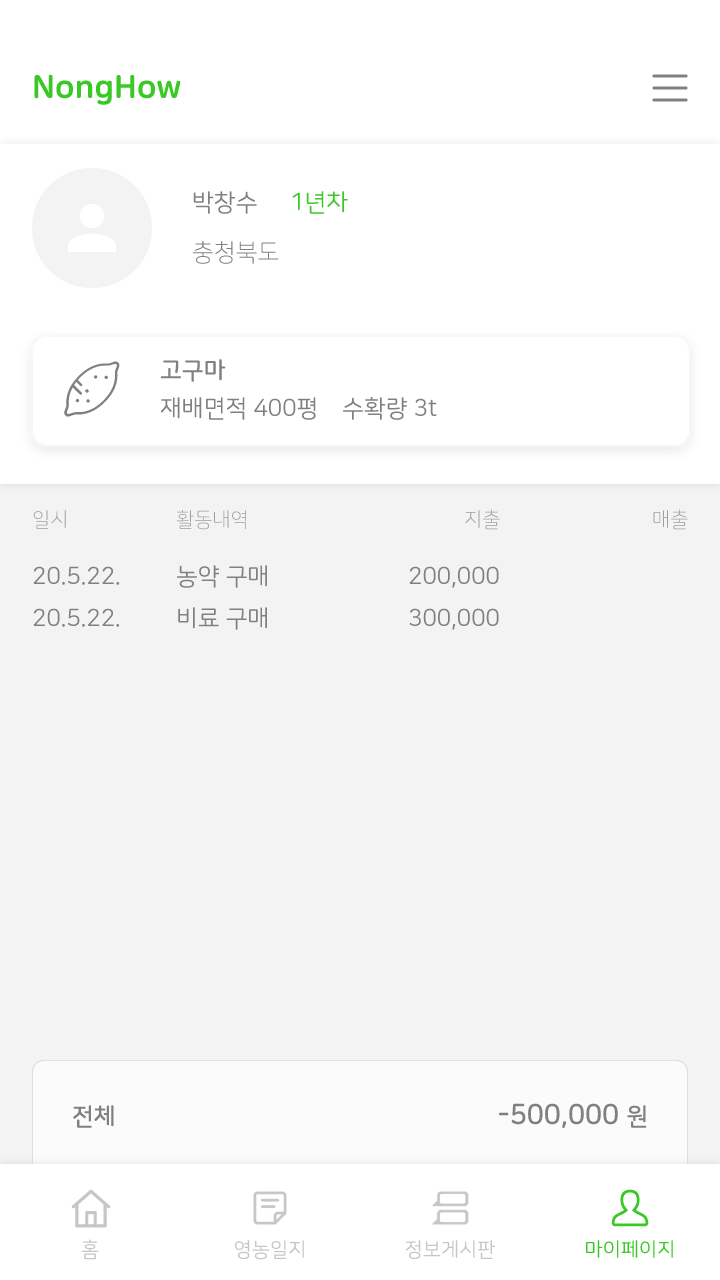 NongHow
박창수 1년차
충청북도
고구마
재배면적 400평 수확량 3t
일시 활동내역 지출 매출
20.5.22. 농약 구매 200,000
20.5.22. 비료 구매 300,000
전체 -500,000 원
홈 영농일지 정보게시판 마이페이지